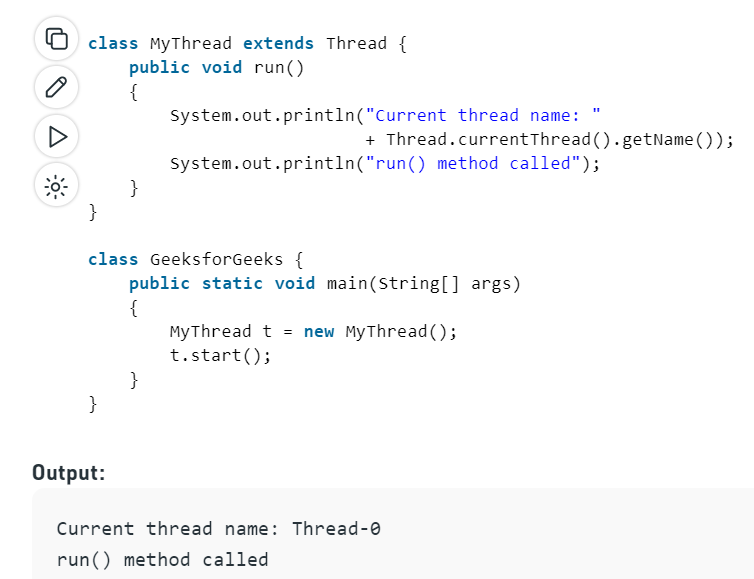 class MyThread extends Thread {
    public void run()
    {
        System.out.println("Current thread name: "
                           + Thread.currentThread().getName());
        System.out.println("run() method called");
    }
}

class GeeksforGeeks {
    public static void main(String[] args)
    {
        MyThread t = new MyThread();
        t.start();
    }
}

Output:
Current thread name: Thread-0
run() method called